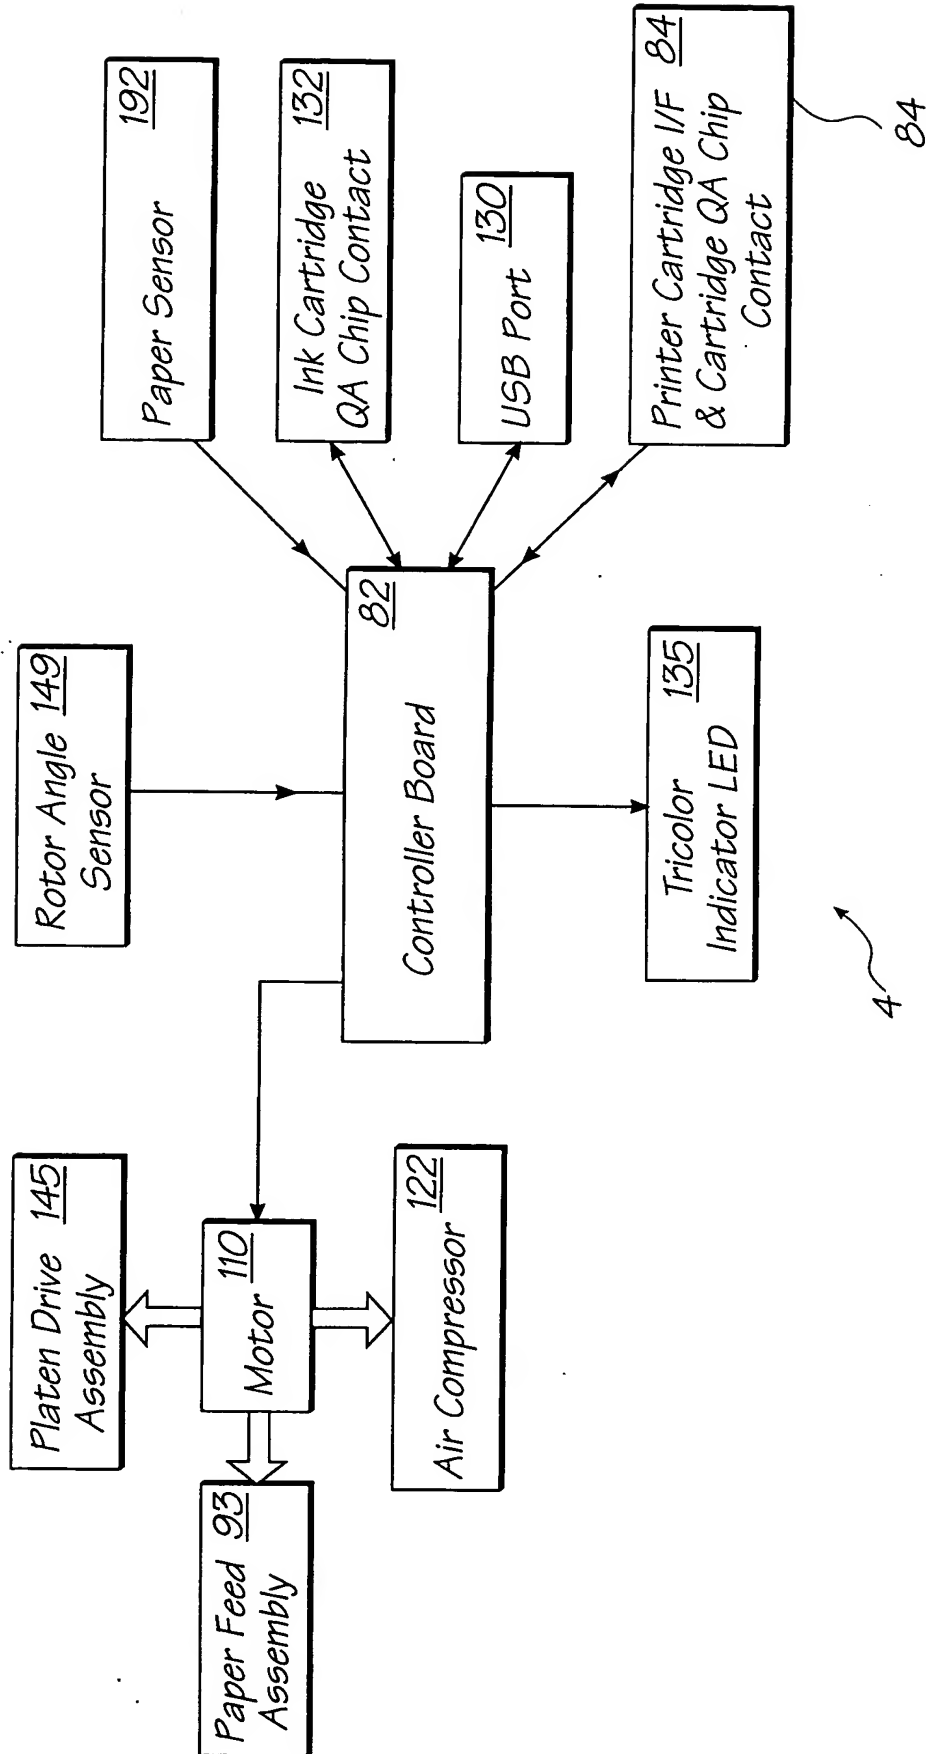 Paper Feed 93
Assembly
Platen Drive 145
Assembly
Motor 110
Air Compressor 122
Rotor Angle 149
Sensor
Controller Board 82
Tricolor 135
Indicator LED
Paper Sensor 192
Ink Cartridge 132
QA Chip Contact
USB Port 130
Printer Cartridge I/F 84
& Cartridge QA Chip
Contact
84
4